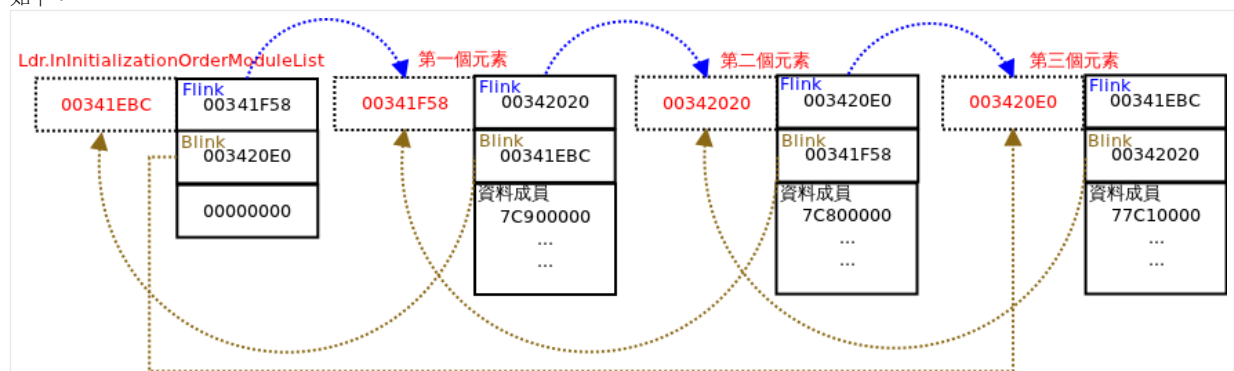 Ldr.InInitializationOrderModuleList
00341EBC
Flink
00341F58
Blink
003420E0
00000000
第一個元素
00341F58
Flink
00342020
Blink
00341EBC
資料成員
7C900000
...
...
第二個元素
00342020
Flink
003420E0
Blink
00341F58
資料成員
7C800000
...
...
第三個元素
003420E0
Flink
00341EBC
Blink
00342020
資料成員
77C10000
...
...